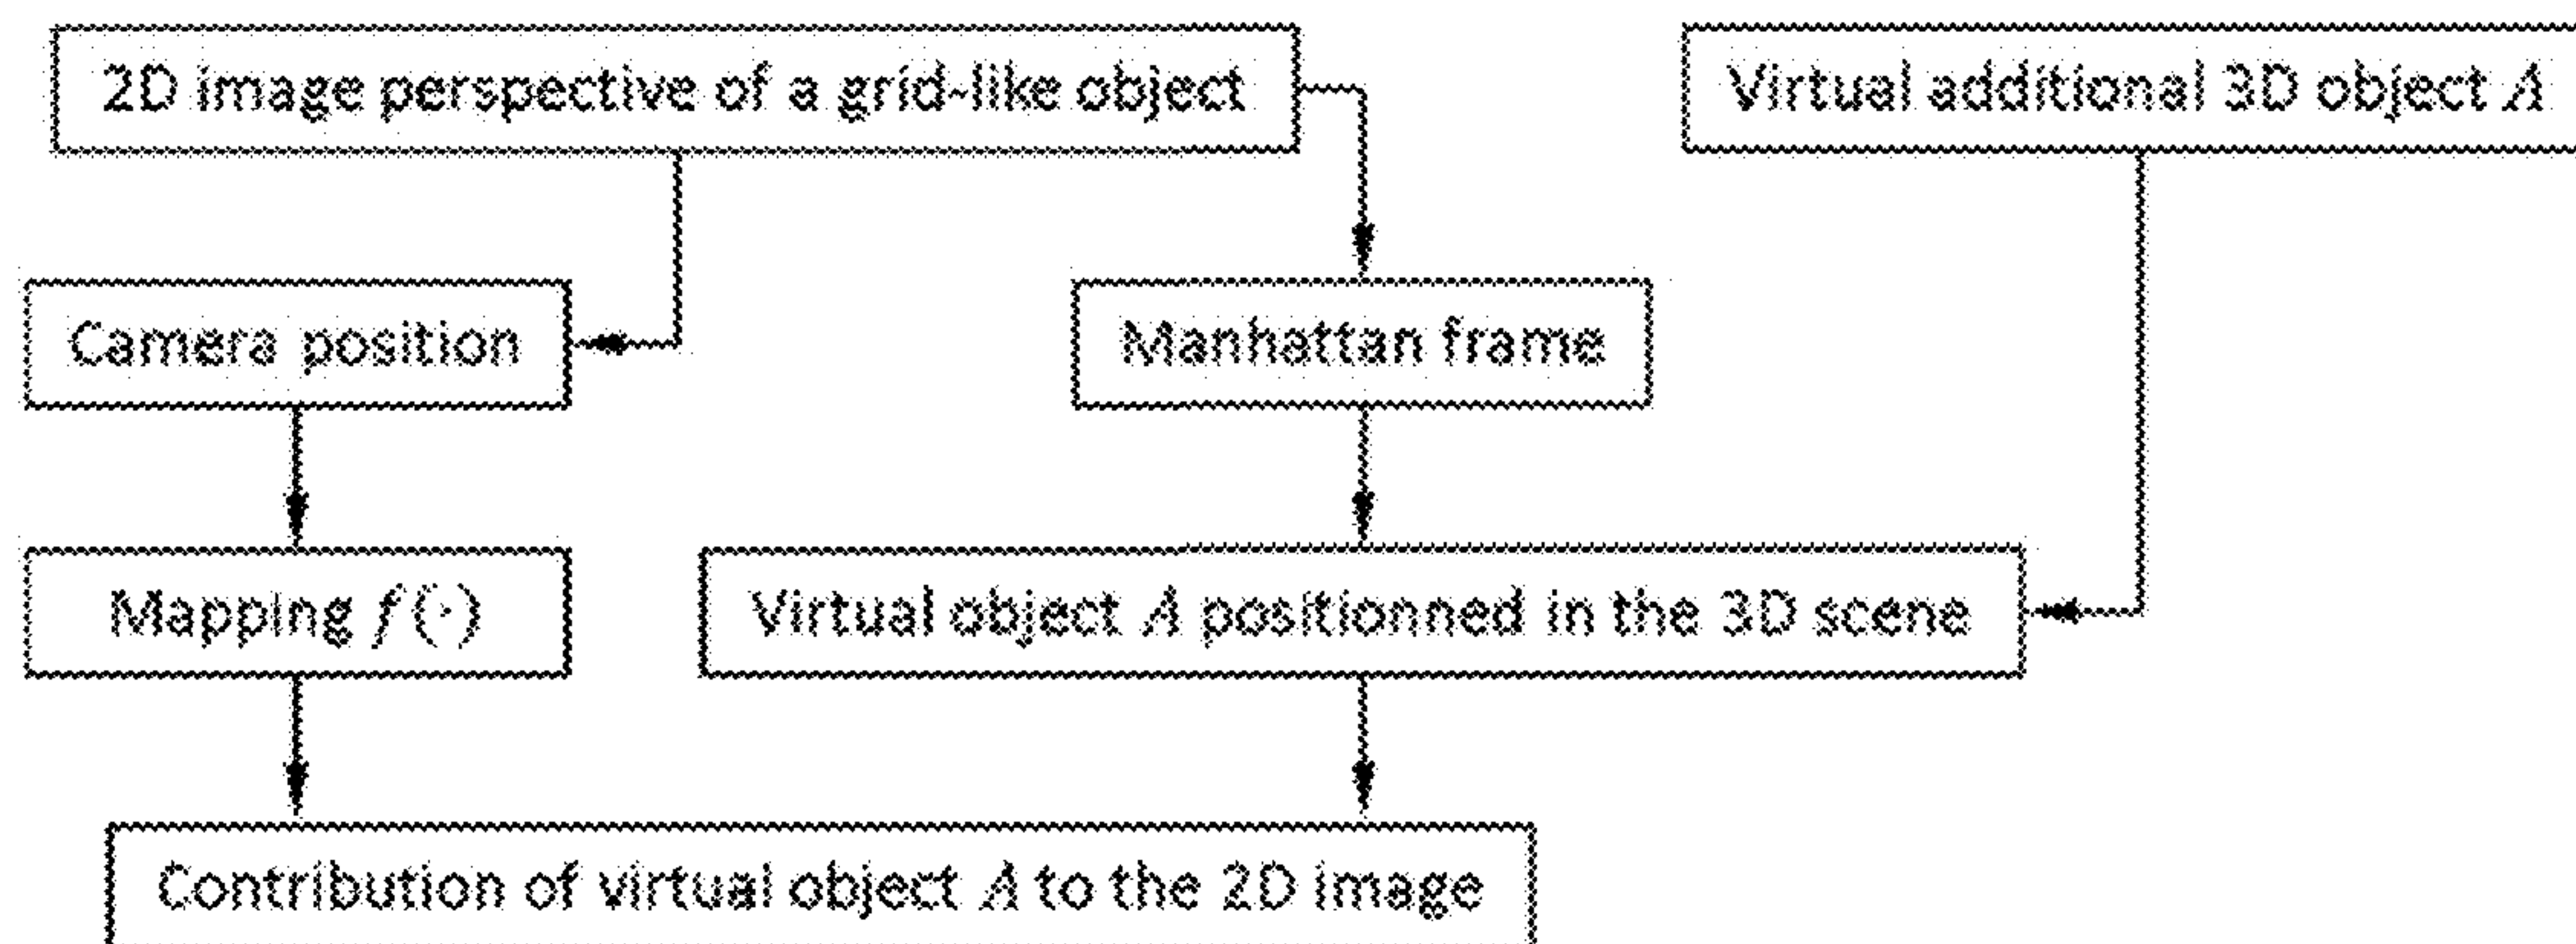 2D image perspective of a grid-like object
Virtual additional 3D object A
Camera position
Manhattan frame
Mapping f(·)
Virtual object A positionned in the 3D scene
Contribution of virtual object A to the 2D image